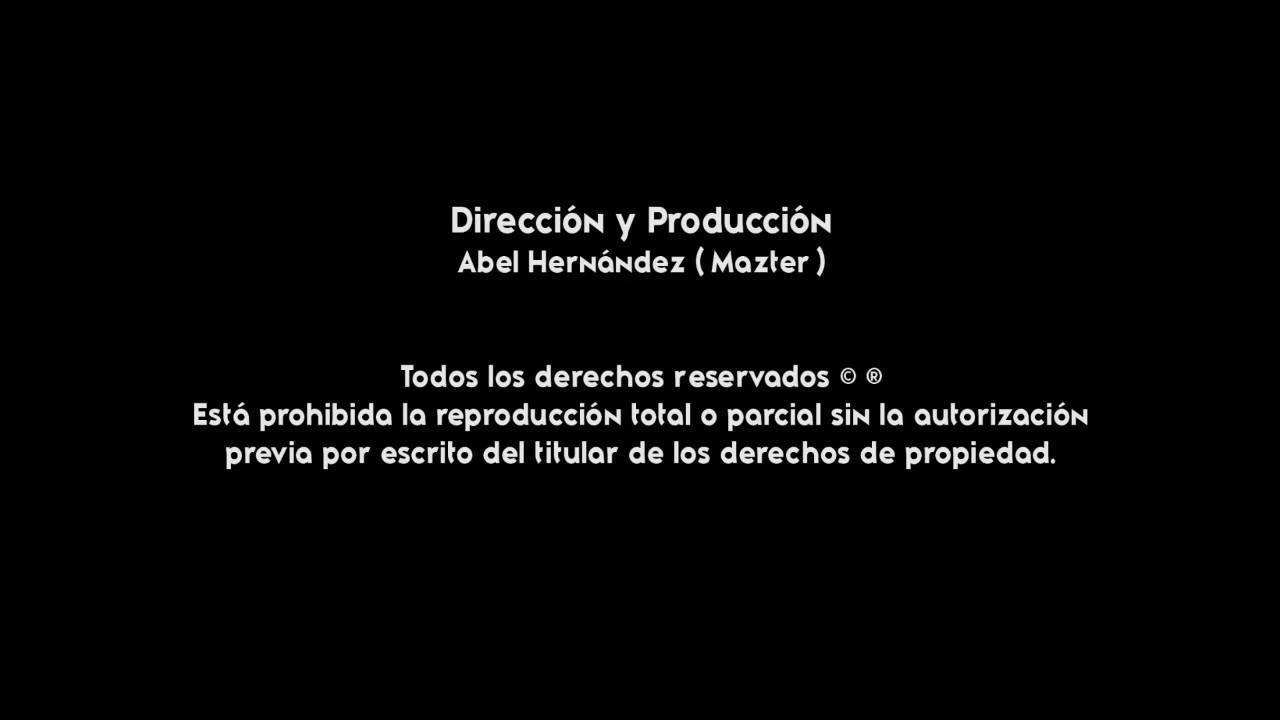 Dirección y Producción
Abel Hernández ( Mazter )
Todos los derechos reservados © ®
Está prohibida la reproducción total o parcial sin la autorización
previa por escrito del titular de los derechos de propiedad.